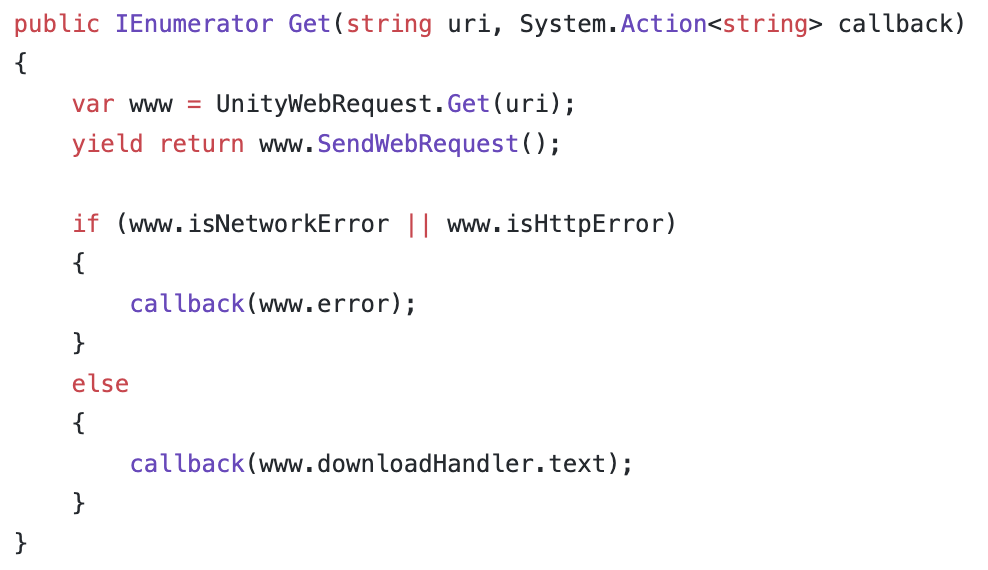 public IEnumerator Get(string uri, System.Action<string> callback)
{
    var www = UnityWebRequest.Get(uri);
    yield return www.SendWebRequest();

    if (www.isNetworkError || www.isHttpError)
    {
        callback(www.error);
    }
    else
    {
        callback(www.downloadHandler.text);
    }
}